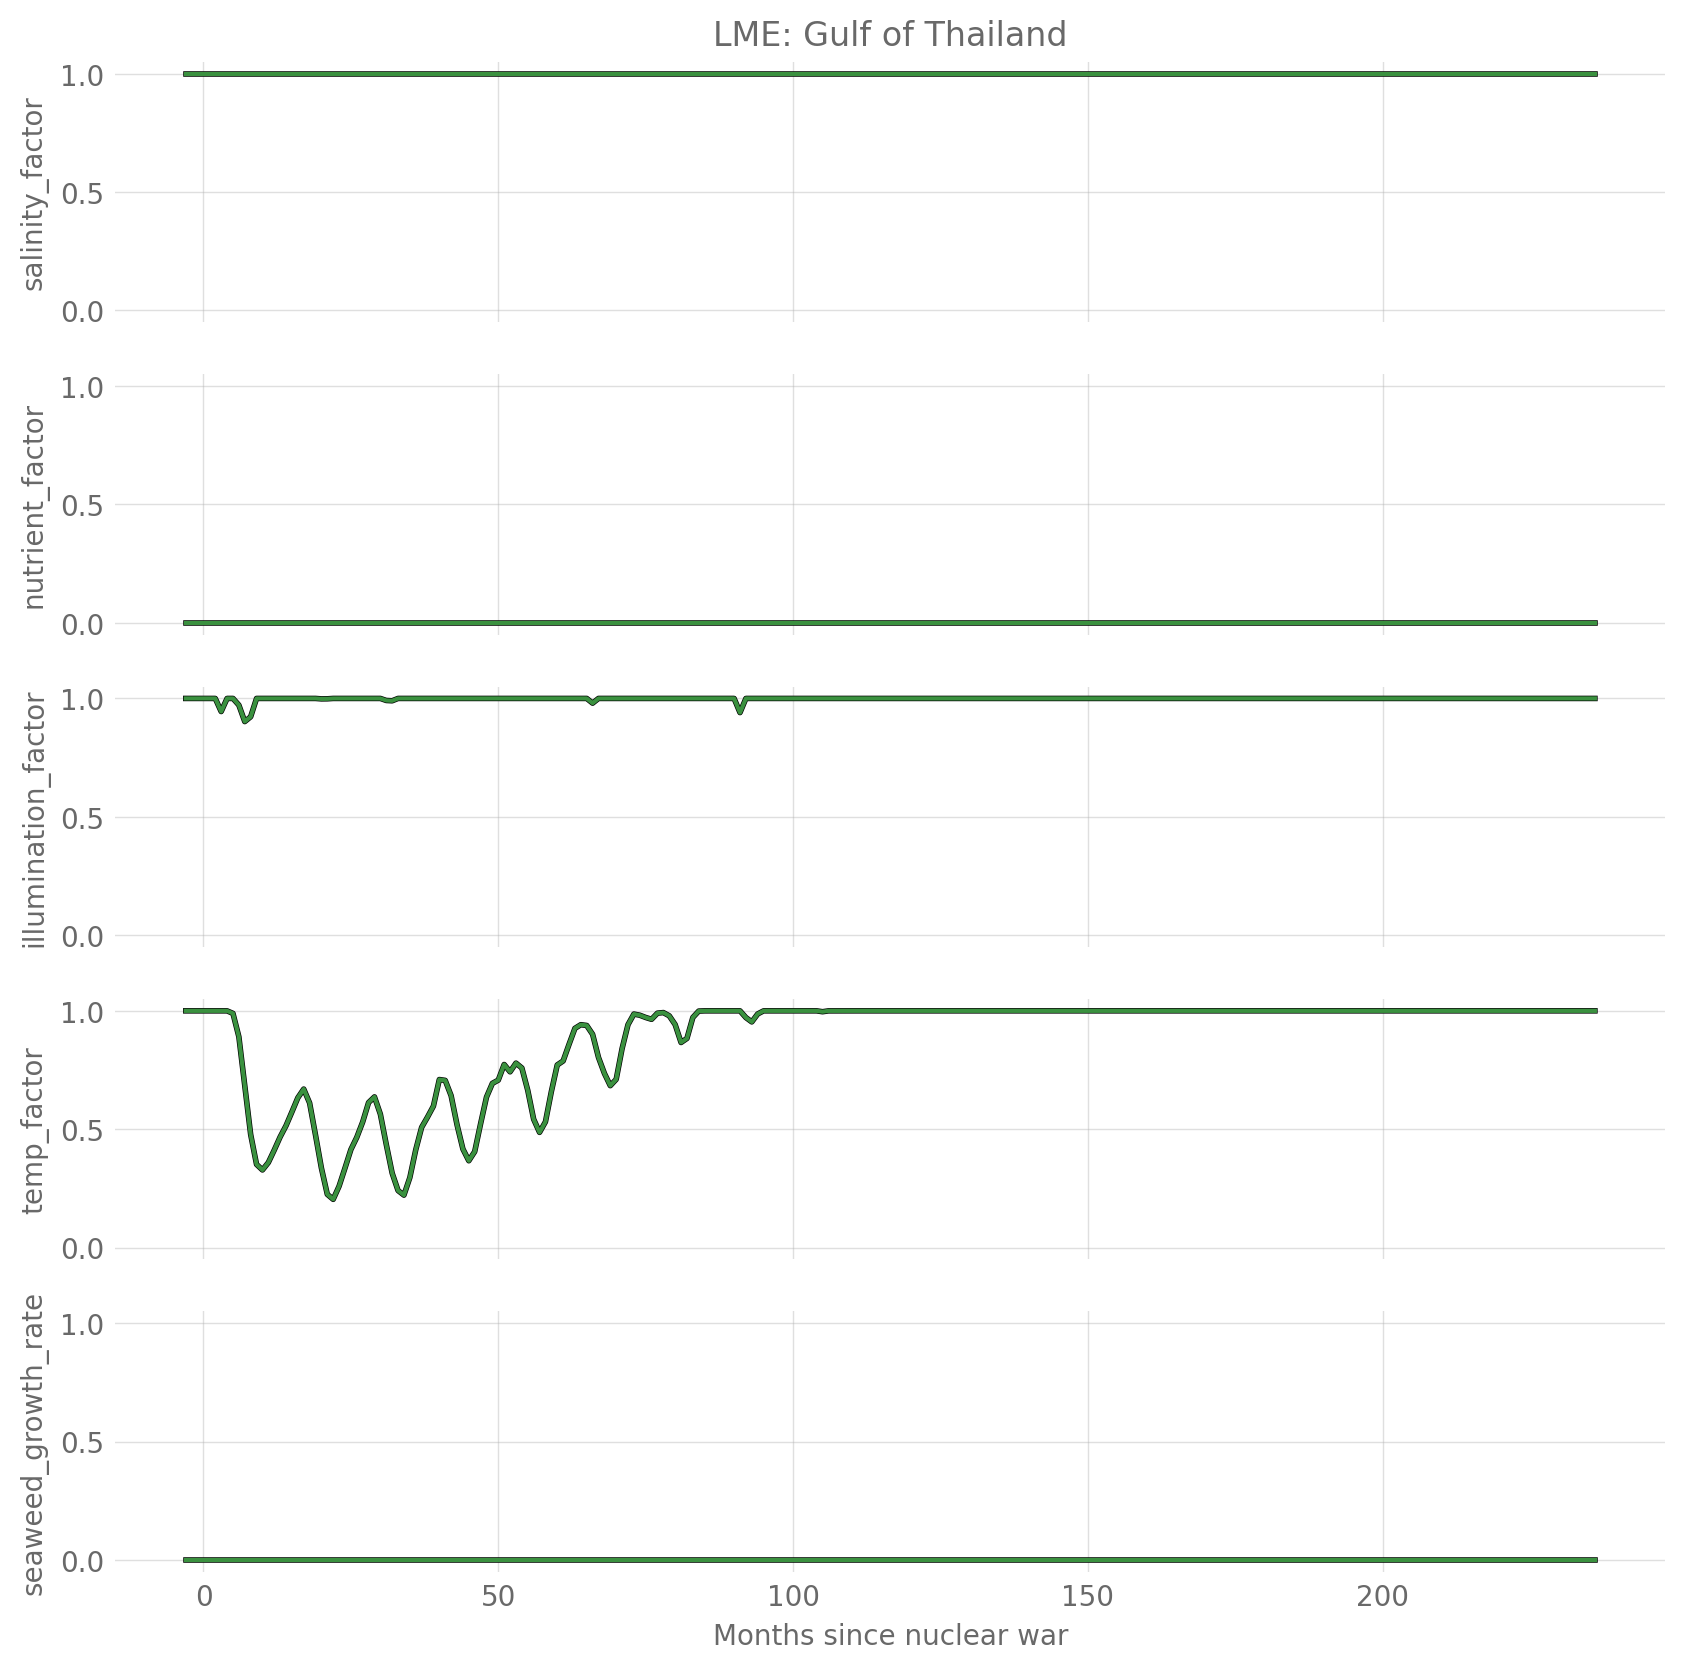 LME: Gulf of Thailand
salinity_factor
1.0
0.5
0.0
nutrient_factor
1.0
0.5
0.0
illumination_factor
1.0
0.5
0.0
temp_factor
1.0
0.5
0.0
seaweed_growth_rate
1.0
0.5
0.0
0 50 100 150 200
Months since nuclear war